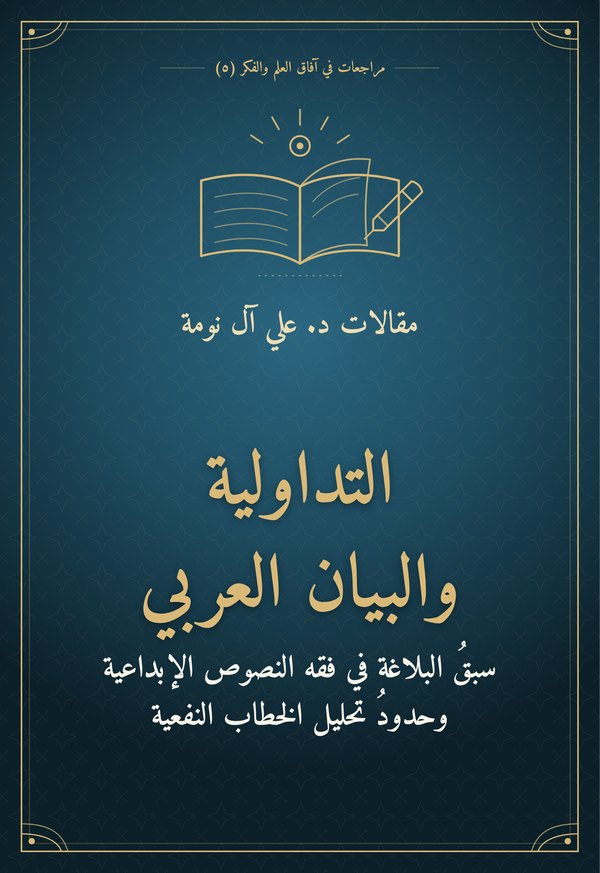 مراجعات في آفاق العلم والفكر (٥)
مقالات د. علي آل نومة
التداولية
والبيان العربي
سبقُ البلاغة في فقه النصوص الإبداعية
وحدودُ تحليل الخطاب النفعية